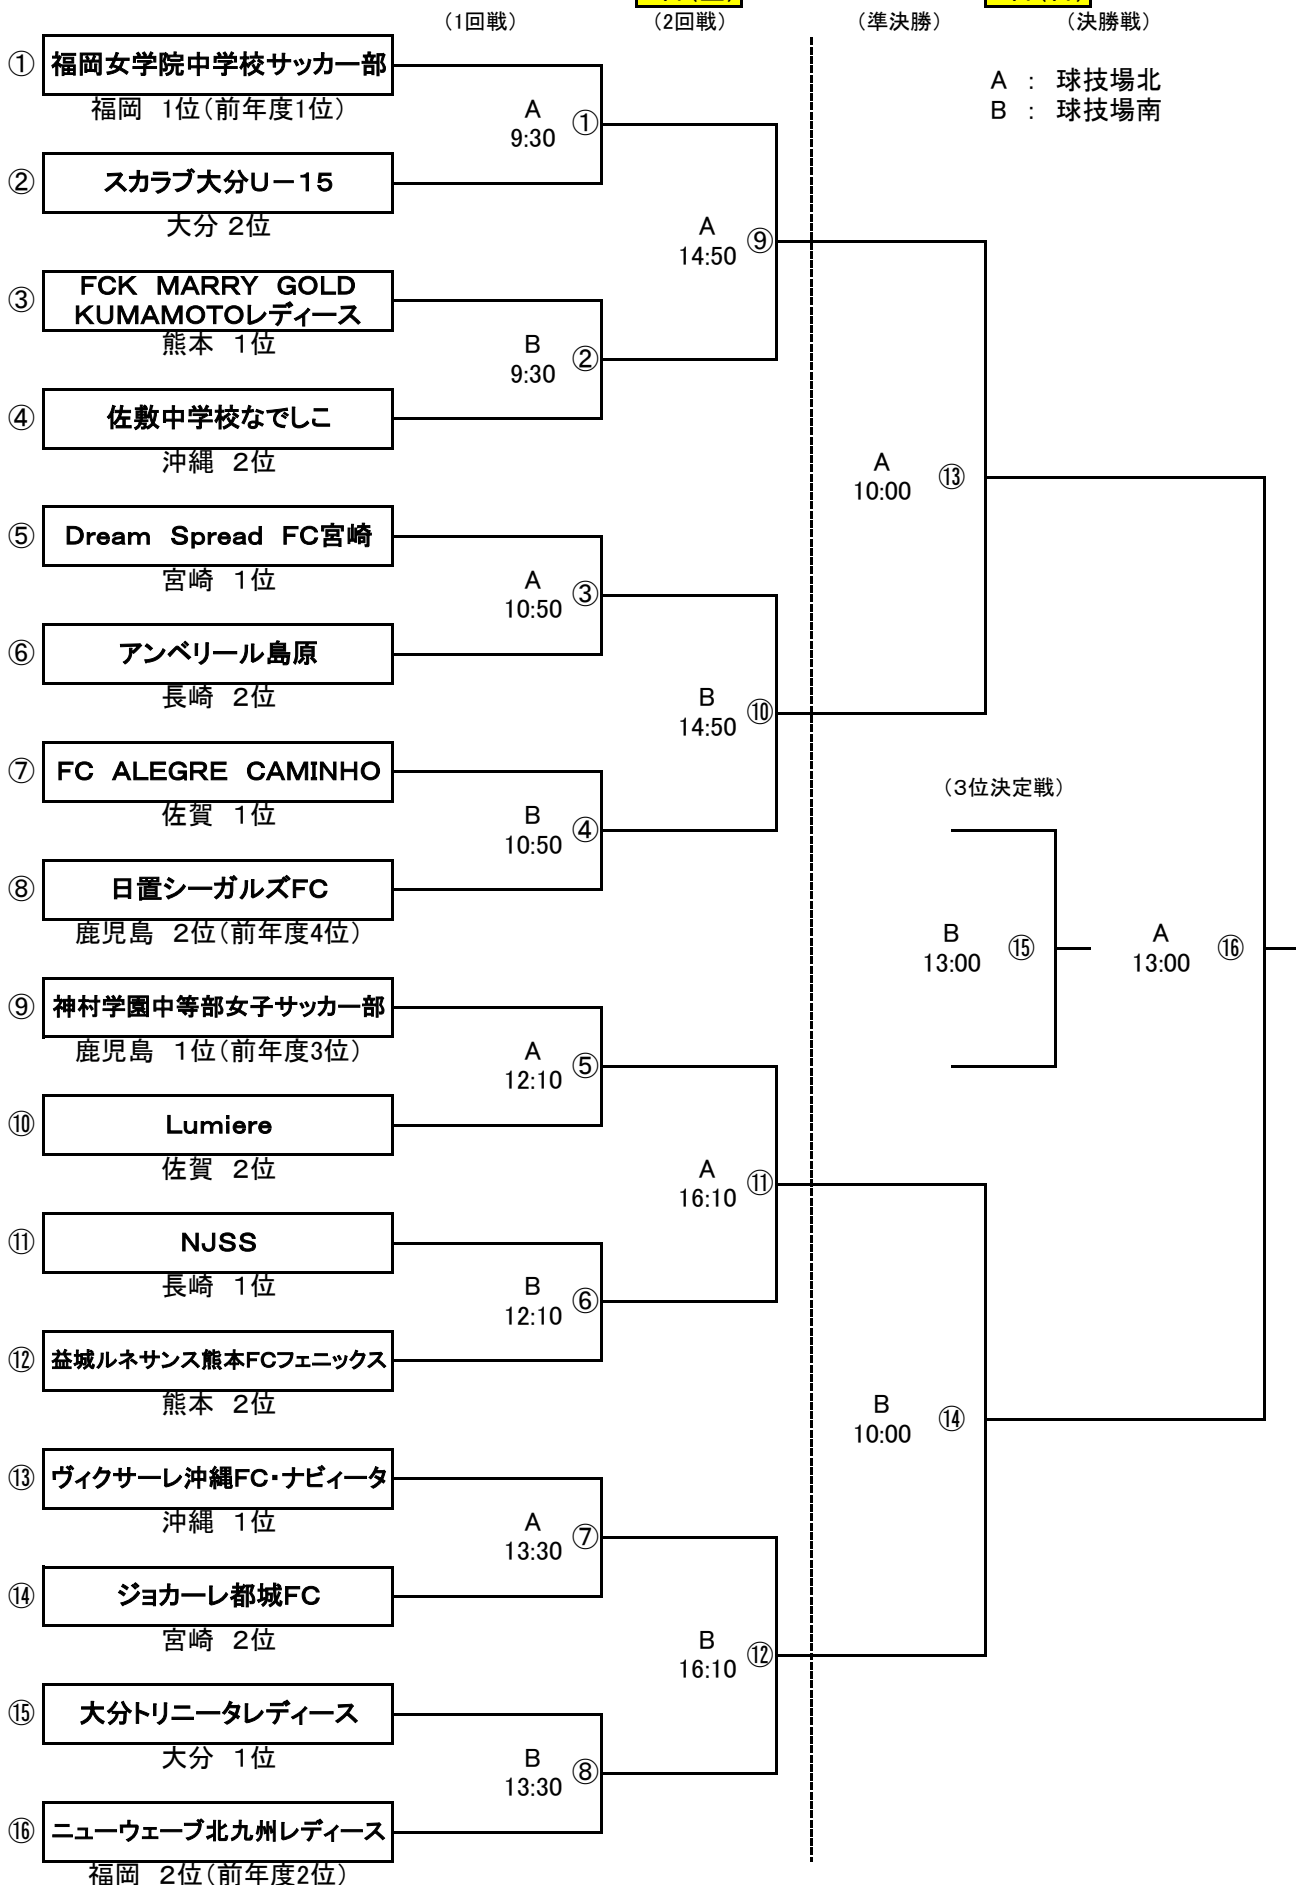 (1回戦) (2回戦) (準決勝) (決勝戦)
A : 球技場北
B : 球技場南
① 福岡女学院中学校サッカー部
福岡 1位(前年度1位)
A
9:30 ①
② スカラブ大分U-15
大分 2位
A
14:50 ⑨
③ FCK MARRY GOLD
KUMAMOTOレディース
熊本 1位
B
9:30 ②
④ 佐敷中学校なでしこ
沖縄 2位
A
10:00 ⑬
⑤ Dream Spread FC宮崎
宮崎 1位
A
10:50 ③
⑥ アンベリール島原
長崎 2位
B
14:50 ⑩
⑦ FC ALEGRE CAMINHO
佐賀 1位
B
10:50 ④
(3位決定戦)
⑧ 日置シーガルズFC
鹿児島 2位(前年度4位)
B
13:00 ⑮
A
13:00 ⑯
⑨ 神村学園中等部女子サッカー部
鹿児島 1位(前年度3位)
A
12:10 ⑤
⑩ Lumiere
佐賀 2位
A
16:10 ⑪
⑪ NJSS
長崎 1位
B
12:10 ⑥
⑫ 益城ルネサンス熊本FCフェニックス
熊本 2位
B
10:00 ⑭
⑬ ヴィクサーレ沖縄FC・ナビィータ
沖縄 1位
A
13:30 ⑦
⑭ ジョカーレ都城FC
宮崎 2位
B
16:10 ⑫
⑮ 大分トリニータレディース
大分 1位
B
13:30 ⑧
⑯ ニューウェーブ北九州レディース
福岡 2位(前年度2位)